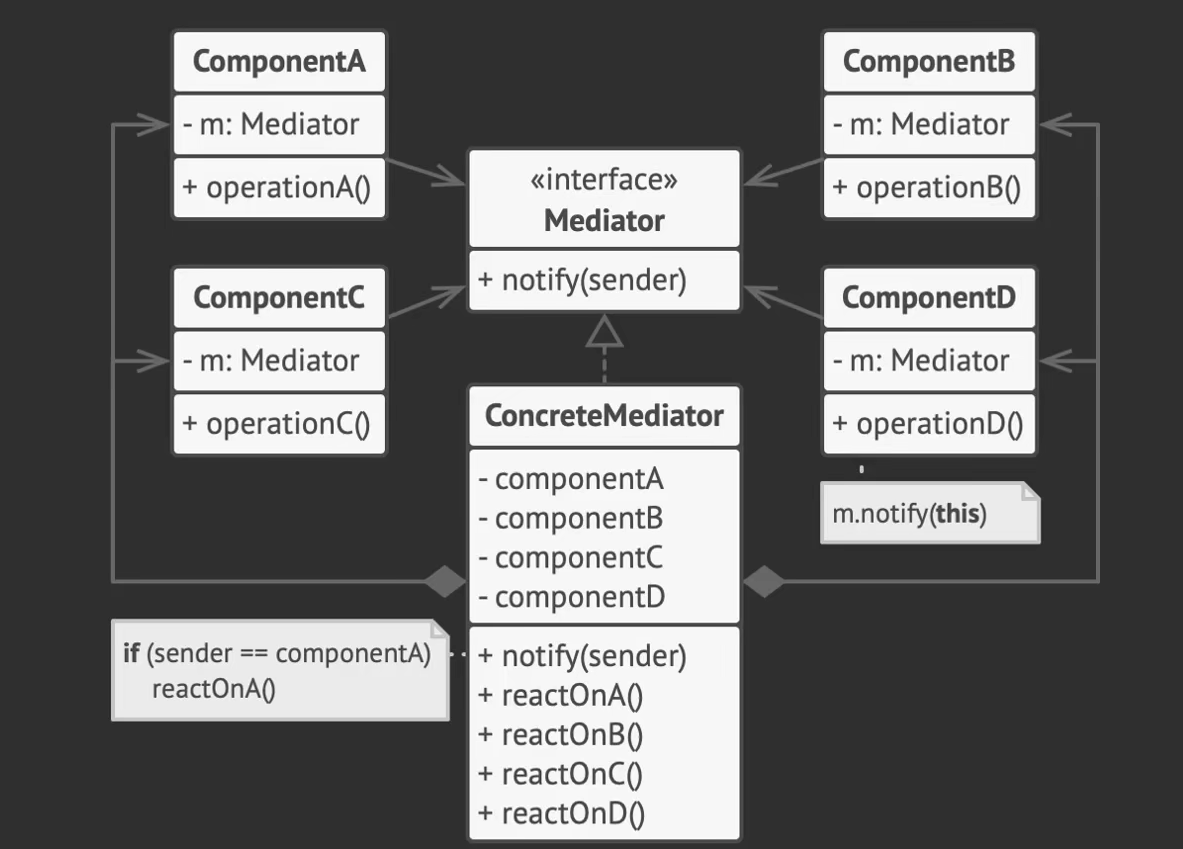 ComponentA
- m: Mediator
+ operationA()
ComponentB
- m: Mediator
+ operationB()
«interface»
Mediator
+ notify(sender)
ComponentC
- m: Mediator
+ operationC()
ComponentD
- m: Mediator
+ operationD()
m.notify(this)
ConcreteMediator
- componentA
- componentB
- componentC
- componentD
+ notify(sender)
+ reactOnA()
+ reactOnB()
+ reactOnC()
+ reactOnD()
if (sender == componentA)
reactOnA()